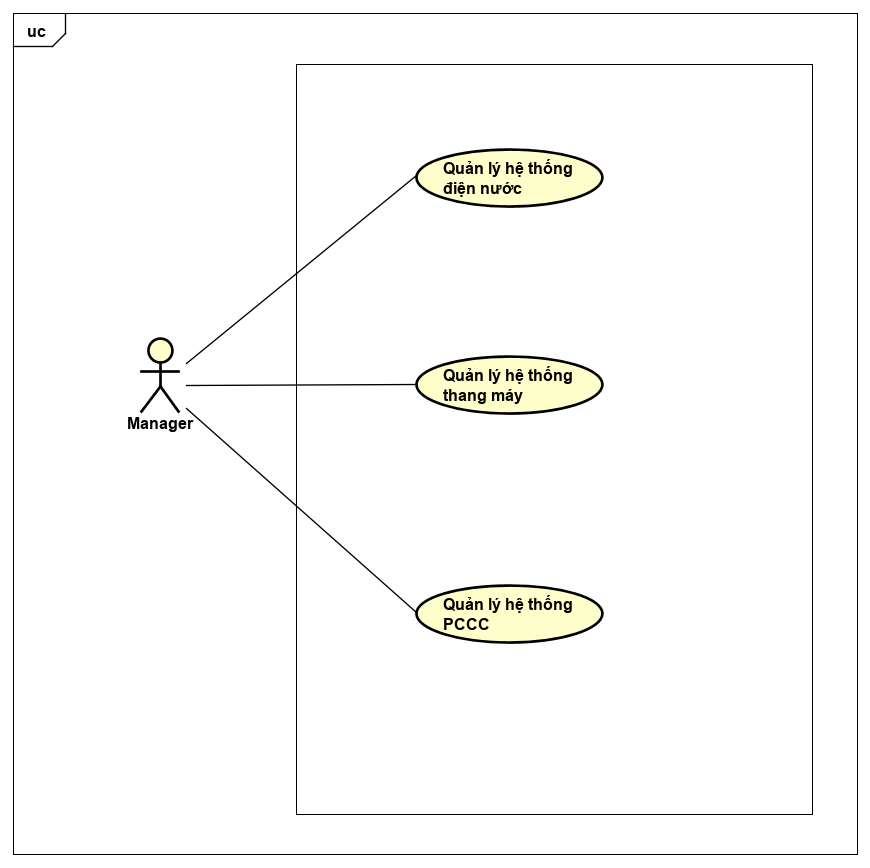 uc
Quản lý hệ thống
điện nước
Quản lý hệ thống
thang máy
Manager
Quản lý hệ thống
PCCC